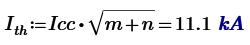 I_th := Icc • √(m + n) = 11.1 kA